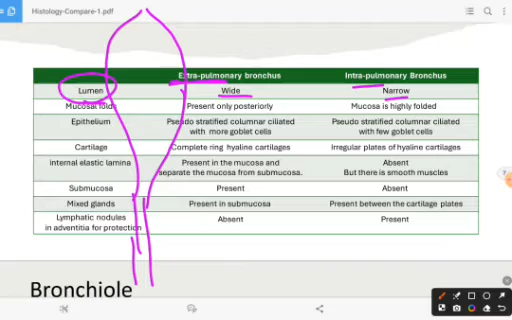 Histology-Compare-1.pdf
Extra-pulmonary bronchus Intra-pulmonary Bronchus
Lumen Wide Narrow
Mucosal folds Present only posteriorly Mucosa is highly folded
Epithelium Pseudo stratified columnar ciliated with more goblet cells Pseudo stratified columnar ciliated with few goblet cells
Cartilage Complete ring hyaline cartilages Irregular plates of hyaline cartilages
internal elastic lamina Present in the mucosa and separate the mucosa from submucosa. Absent But there is smooth muscles
Submucosa Present Absent
Mixed glands Present in submucosa Present between the cartilage plates
Lymphatic nodules in adventitia for protection Absent Present
Bronchiole